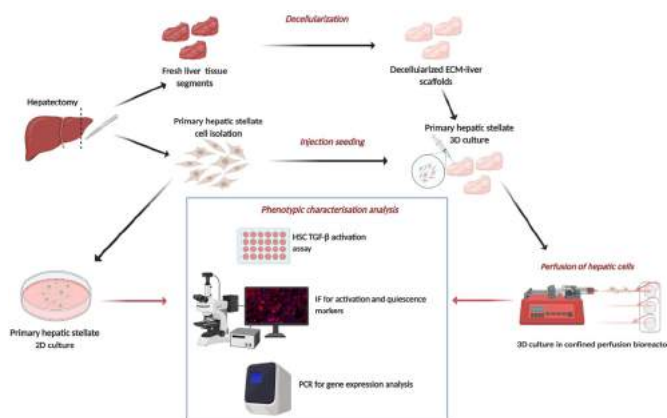 Decellularization
Fresh liver tissue
segments
Decellularized ECM-liver
scaffolds
Hepatectomy
Primary hepatic stellate
cell isolation
Injection seeding
Primary hepatic stellate
3D culture
Phenotypic characterisation analysis
HSC TGF-β activation
assay
Perfusion of hepatic cells
IF for activation and quiescence
markers
Primary hepatic stellate
2D culture
3D culture in confined perfusion bioreactor
PCR for gene expression analysis